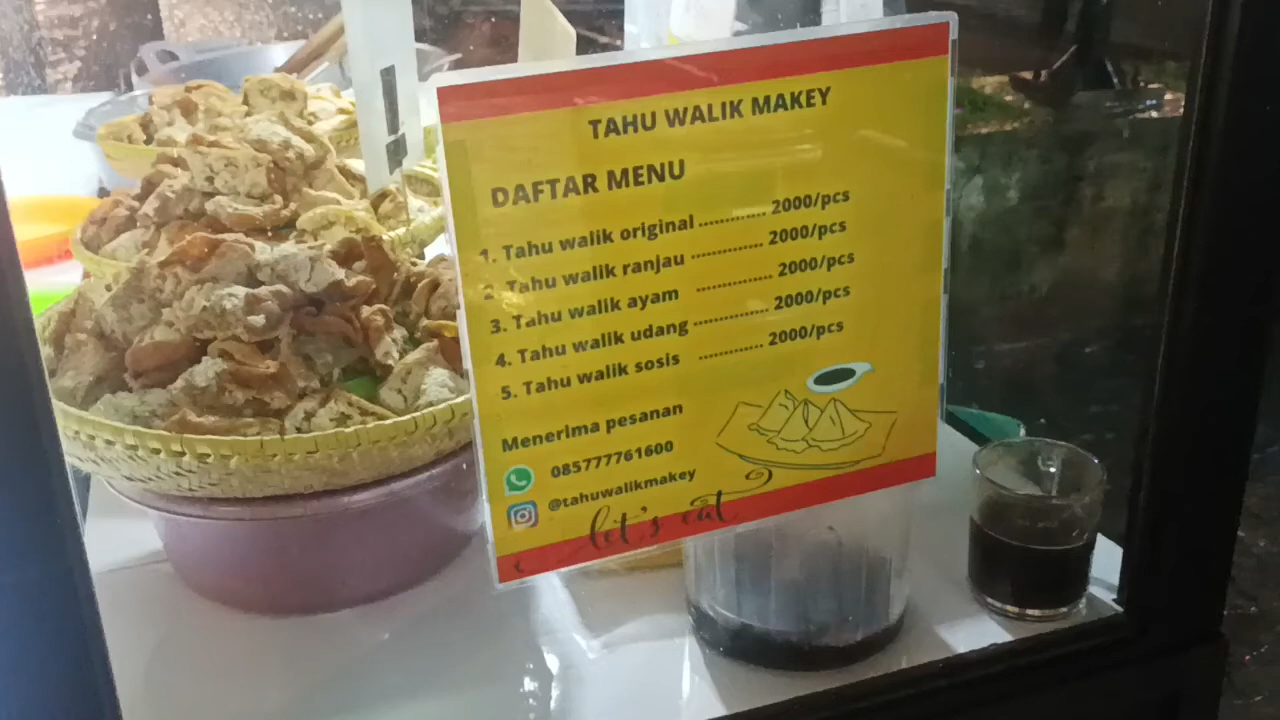 TAHU WALIK MAKEY
DAFTAR MENU
1. Tahu walik original ............. 2000/pcs
2. Tahu walik ranjau .............. 2000/pcs
3. Tahu walik ayam .............. 2000/pcs
4. Tahu walik udang .............. 2000/pcs
5. Tahu walik sosis ............ 2000/pcs
Menerima pesanan
085777761600
@tahuwalikmakey
let's eat